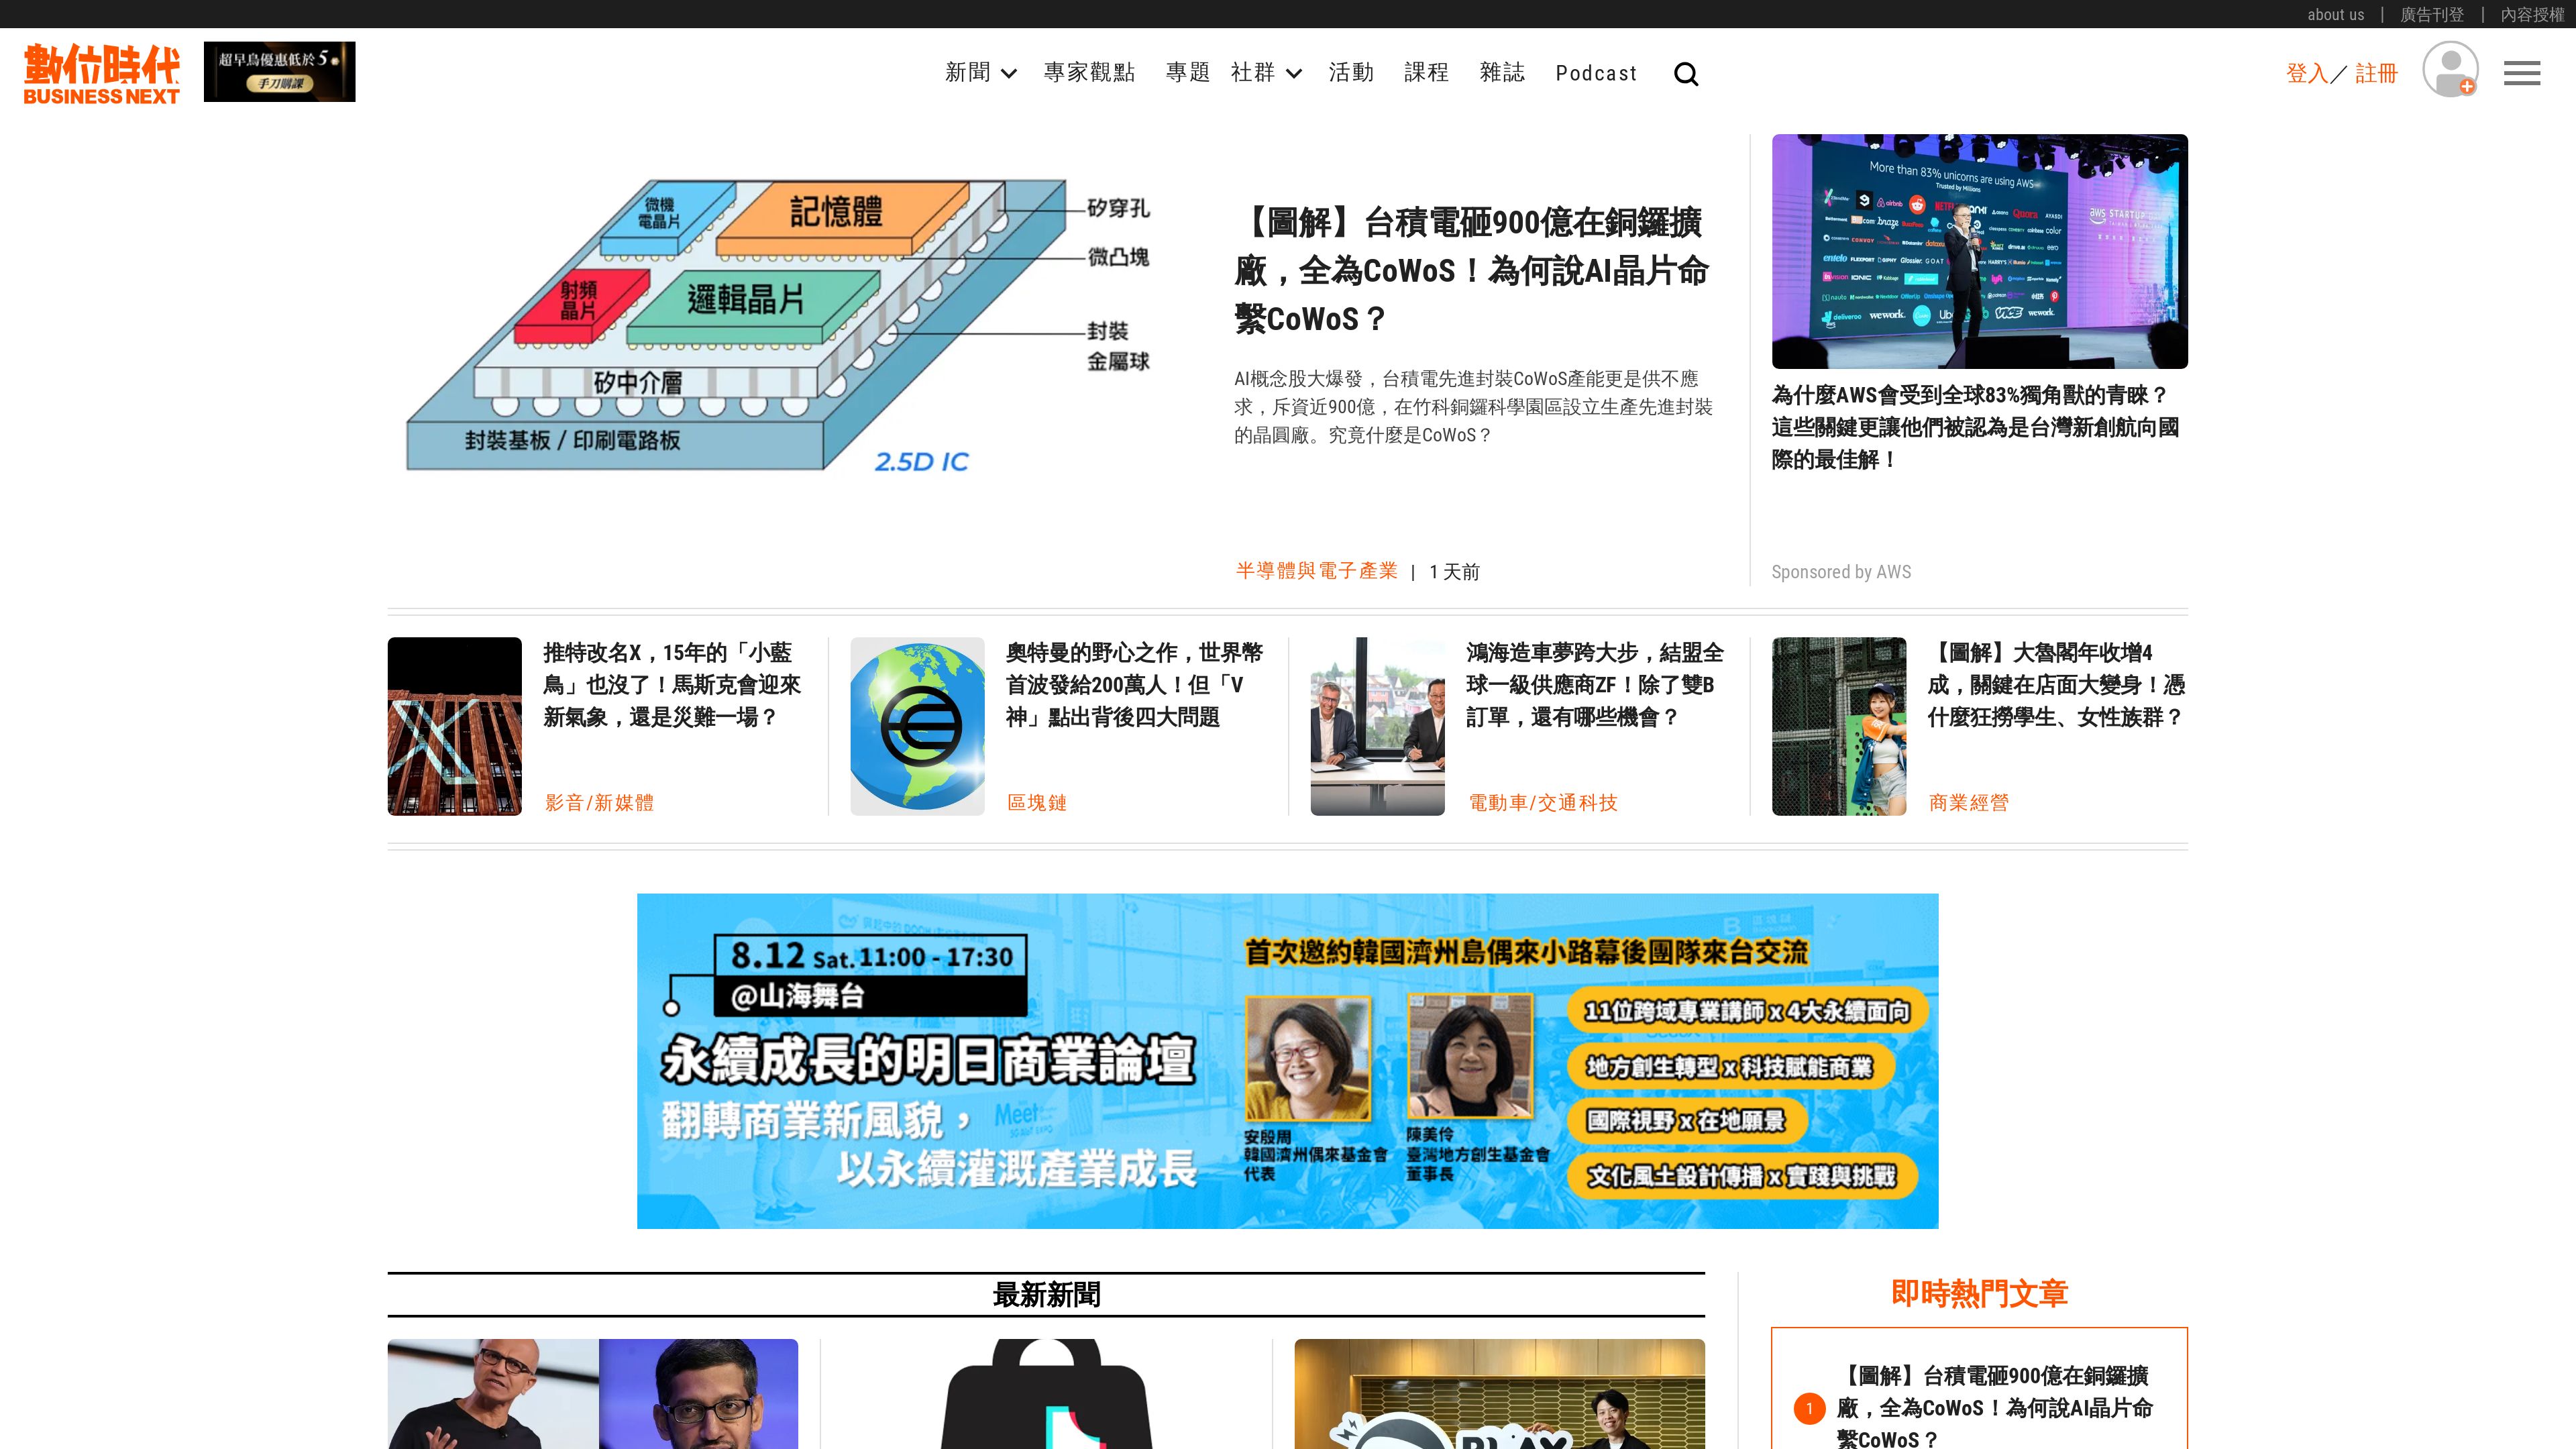 about us | 廣告刊登 | 內容授權
數位時代
BUSINESS NEXT
超早鳥優惠低於5
手刀購課
新聞 專家觀點 專題 社群 活動 課程 雜誌 Podcast
登入／ 註冊
微機
電晶片
記憶體
射頻
晶片
邏輯晶片
矽中介層
封裝基板 / 印刷電路板
矽穿孔
微凸塊
封裝
金屬球
2.5D IC
【圖解】台積電砸900億在銅鑼擴
廠，全為CoWoS！為何說AI晶片命
繫CoWoS？
AI概念股大爆發，台積電先進封裝CoWoS產能更是供不應
求，斥資近900億，在竹科銅鑼科學園區設立生產先進封裝
的晶圓廠。究竟什麼是CoWoS？
半導體與電子產業 | 1 天前
More than 83% unicorns are using AWS
Trusted by Millions
aws STARTUP
airbnb
Quora
entelo
deliveroo
wework.
VICE
wework.
為什麼AWS會受到全球83%獨角獸的青睞？
這些關鍵更讓他們被認為是台灣新創航向國
際的最佳解！
Sponsored by AWS
推特改名X，15年的「小藍
鳥」也沒了！馬斯克會迎來
新氣象，還是災難一場？
影音/新媒體
奧特曼的野心之作，世界幣
首波發給200萬人！但「V
神」點出背後四大問題
區塊鏈
鴻海造車夢跨大步，結盟全
球一級供應商ZF！除了雙B
訂單，還有哪些機會？
電動車/交通科技
【圖解】大魯閣年收增4
成，關鍵在店面大變身！憑
什麼狂撈學生、女性族群？
商業經營
8.12 Sat. 11:00 - 17:30
@山海舞台
永續成長的明日商業論壇
翻轉商業新風貌，
以永續灌溉產業成長
首次邀約韓國濟州島偶來小路幕後團隊來台交流
安殷周
韓國濟州偶來基金會
代表
陳美伶
臺灣地方創生基金會
董事長
11位跨域專業講師 x 4大永續面向
地方創生轉型 x 科技賦能商業
國際視野 x 在地願景
文化風土設計傳播 x 實踐與挑戰
最新新聞
即時熱門文章
1
【圖解】台積電砸900億在銅鑼擴
廠，全為CoWoS！為何說AI晶片命
繫CoWoS？